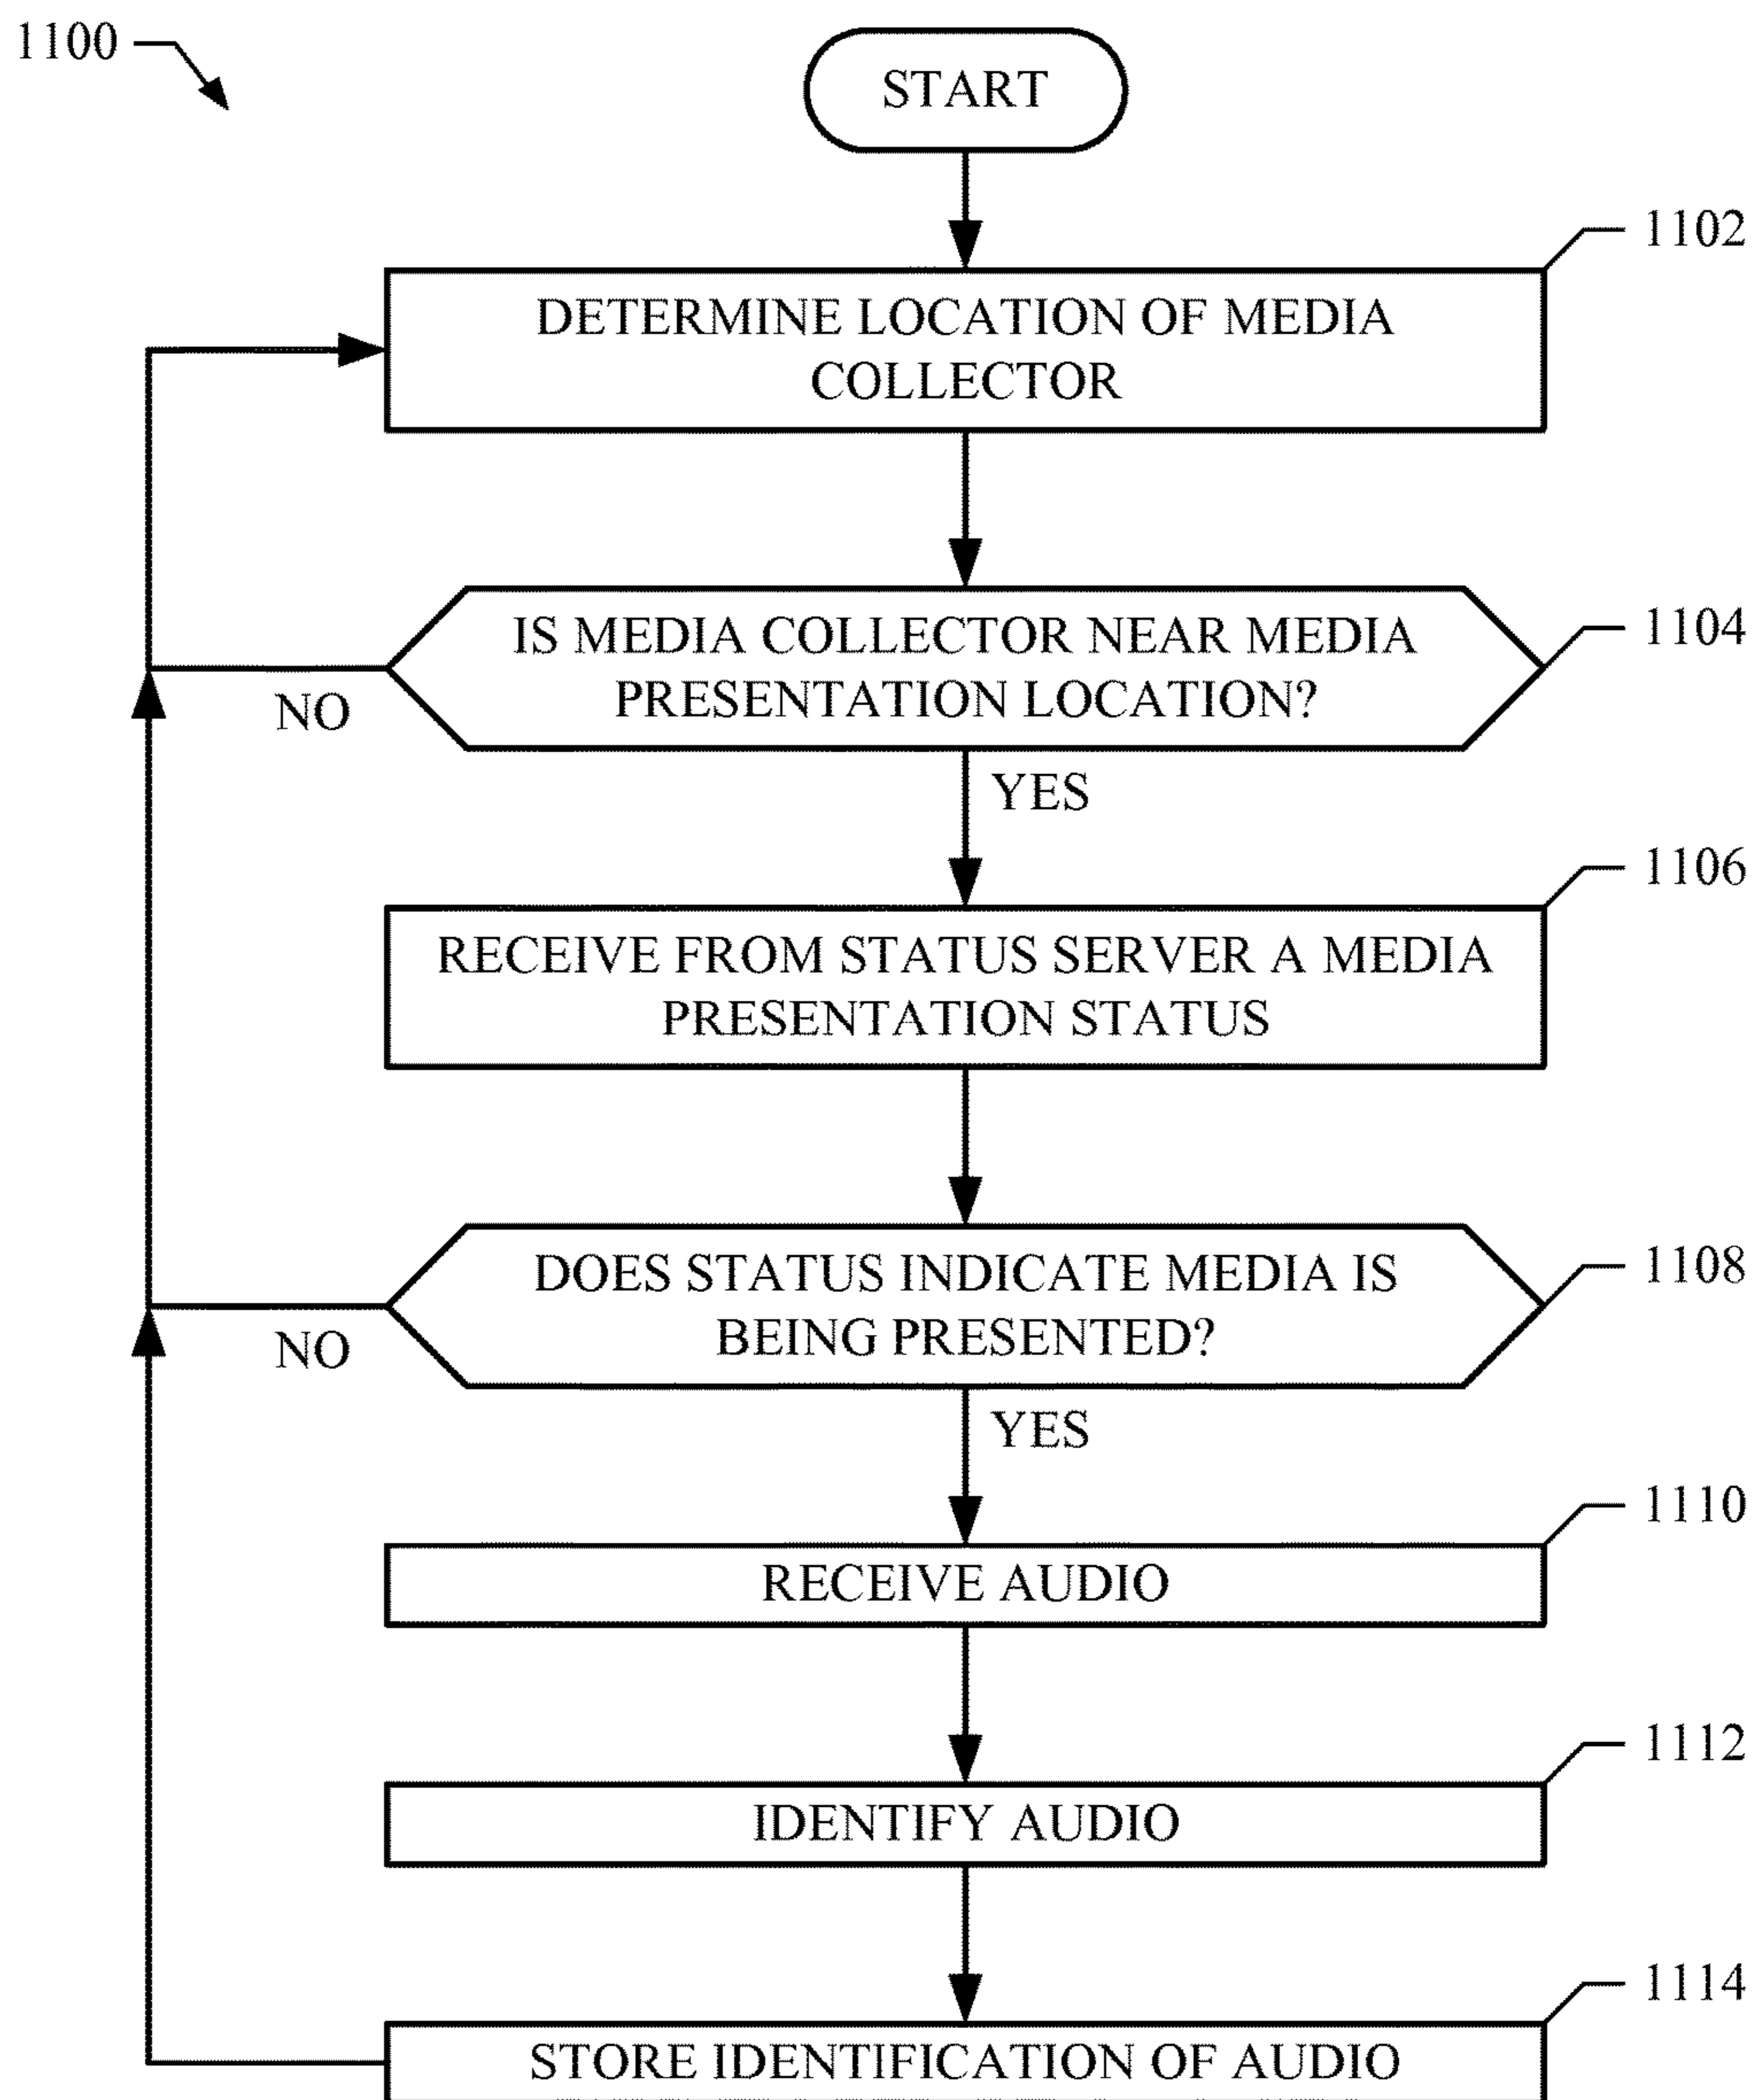 1100
START
1102
DETERMINE LOCATION OF MEDIA
COLLECTOR
1104
IS MEDIA COLLECTOR NEAR MEDIA
PRESENTATION LOCATION?
NO
YES
1106
RECEIVE FROM STATUS SERVER A MEDIA
PRESENTATION STATUS
1108
DOES STATUS INDICATE MEDIA IS
BEING PRESENTED?
NO
YES
1110
RECEIVE AUDIO
1112
IDENTIFY AUDIO
1114
STORE IDENTIFICATION OF AUDIO